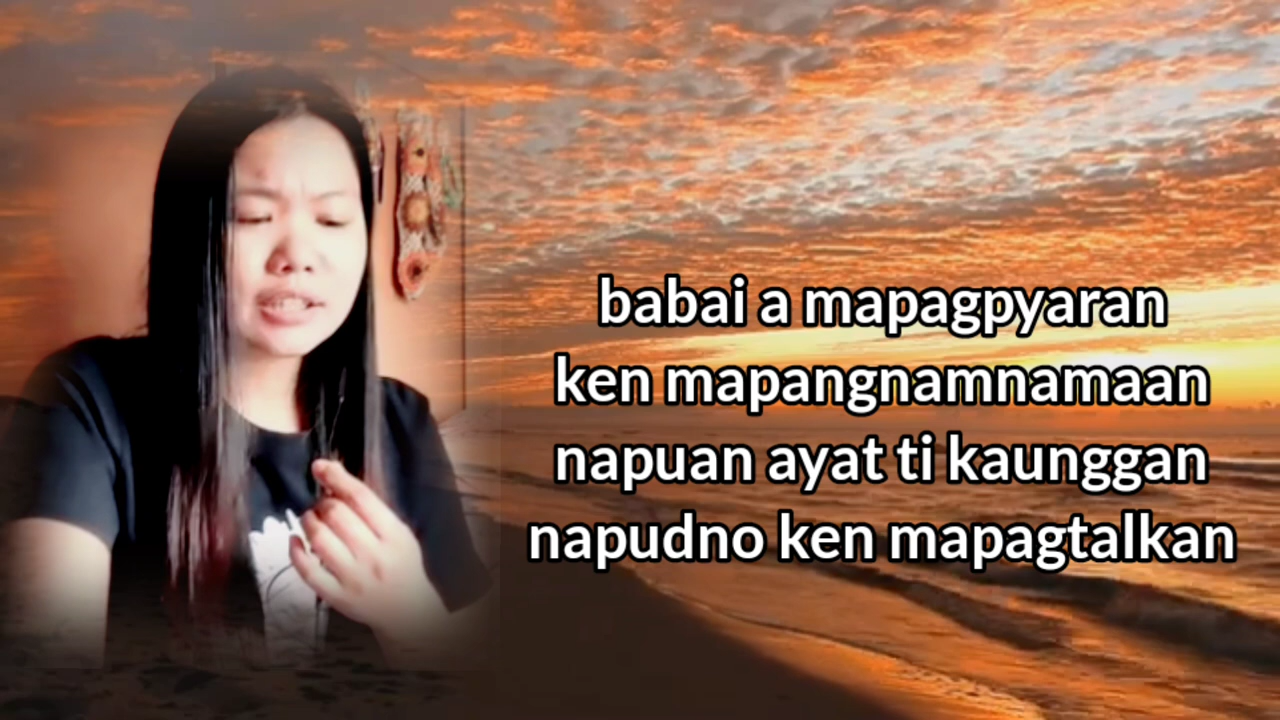 babai a mapagpyaran
ken mapangnamnamaan
napuan ayat ti kaunggan
napudno ken mapagtalkan